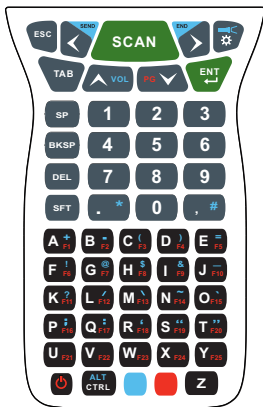 SEND END
ESC SCAN
TAB VOL PG ENT
SP 1 2 3
BKSP 4 5 6
DEL 7 8 9
SFT . * 0 , #
A + F1 B - F2 C ( F3 D ) F4 E = F5
F ! F6 G @ F7 H $ F8 I & F9 J _ F10
K ? F11 L / F12 M \ F13 N ~ F14 O ` F15
P ; F16 Q : F17 R ‘ F18 S “ F19 T ” F20
U F21 V F22 W F23 X F24 Y F25
ALT
CTRL Z